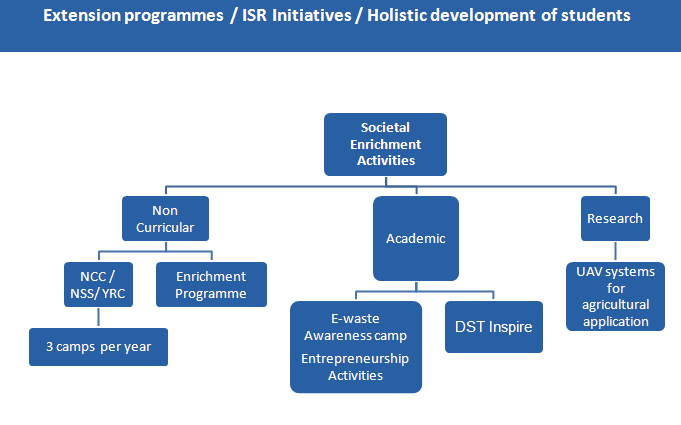 Extension programmes / ISR Initiatives / Holistic development of students
Societal
Enrichment
Activities
Non
Curricular
Academic
Research
NCC /
NSS/ YRC
Enrichment
Programme
UAV systems
for
agricultural
application
3 camps per year
E-waste
Awareness camp
Entrepreneurship
Activities
DST Inspire